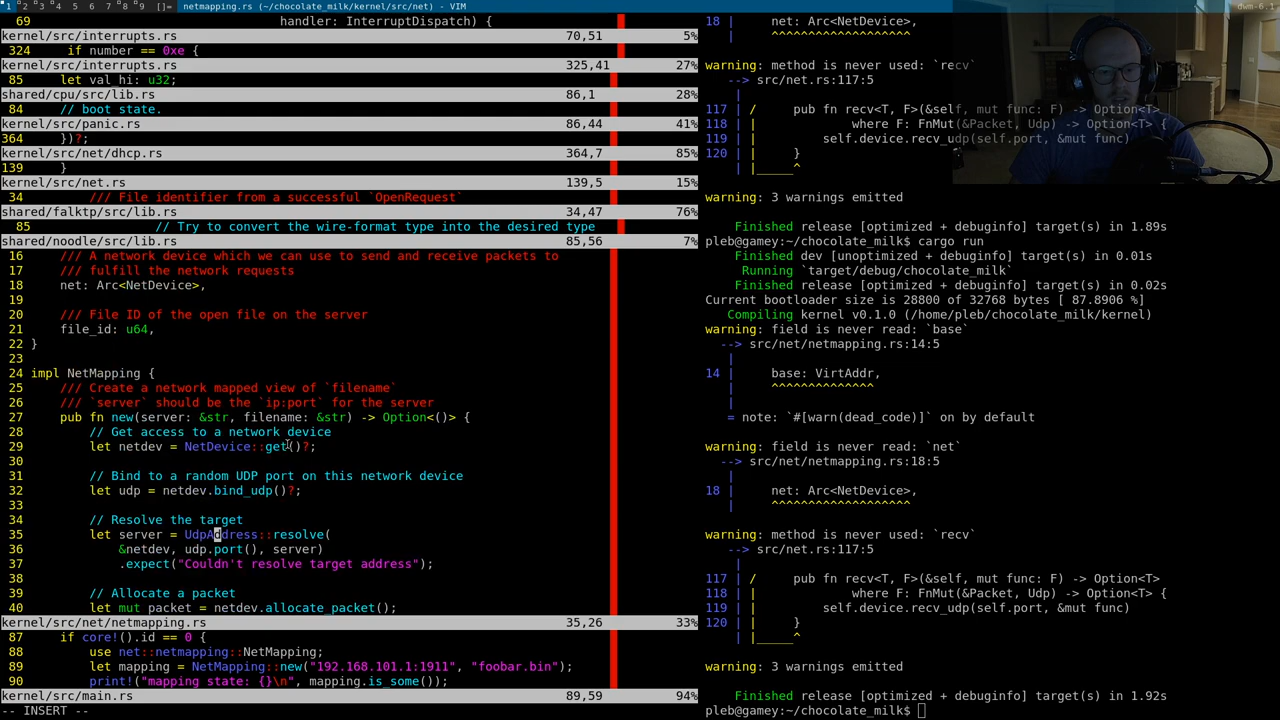 1 2 3 4 5 6 7 8 9 []= netmapping.rs (~/chocolate_milk/kernel/src/net) - VIM dwm-6.1
69 handler: InterruptDispatch) {
kernel/src/interrupts.rs 70,51 5%
324 if number == 0xe {
kernel/src/interrupts.rs 325,41 27%
85 let val_hi: u32;
shared/cpu/src/lib.rs 86,1 28%
84 // boot state.
kernel/src/panic.rs 86,44 41%
364 })?;
kernel/src/net/dhcp.rs 364,7 85%
139 }
kernel/src/net.rs 139,5 15%
34 /// File identifier from a successful `OpenRequest`
shared/falktp/src/lib.rs 34,47 76%
85 // Try to convert the wire-format type into the desired type
shared/noodle/src/lib.rs 85,56 7%
16 /// A network device which we can use to send and receive packets to
17 /// fulfill the network requests
18 net: Arc<NetDevice>,
19
20 /// File ID of the open file on the server
21 file_id: u64,
22 }
23
24 impl NetMapping {
25 /// Create a network mapped view of `filename`
26 /// `server` should be the `ip:port` for the server
27 pub fn new(server: &str, filename: &str) -> Option<()> {
28 // Get access to a network device
29 let netdev = NetDevice::get()?;
30
31 // Bind to a random UDP port on this network device
32 let udp = netdev.bind_udp()?;
33
34 // Resolve the target
35 let server = UdpAddress::resolve(
36 &netdev, udp.port(), server)
37 .expect("Couldn't resolve target address");
38
39 // Allocate a packet
40 let mut packet = netdev.allocate_packet();
kernel/src/net/netmapping.rs 35,26 33%
87 if core!().id == 0 {
88 use net::netmapping::NetMapping;
89 let mapping = NetMapping::new("192.168.101.1:1911", "foobar.bin");
90 print!("mapping state: {}\n", mapping.is_some());
kernel/src/main.rs 89,59 94%
-- INSERT --
18 | net: Arc<NetDevice>,
| ^^^^^^^^^^^^^^^^^^^
warning: method is never used: `recv`
--> src/net.rs:117:5
|
117 | / pub fn recv<T, F>(&self, mut func: F) -> Option<T>
118 | | where F: FnMut(&Packet, Udp) -> Option<T> {
119 | | self.device.recv_udp(self.port, &mut func)
120 | | }
| |_____^
warning: 3 warnings emitted
Finished release [optimized + debuginfo] target(s) in 1.89s
pleb@gamey:~/chocolate_milk$ cargo run
Finished dev [unoptimized + debuginfo] target(s) in 0.01s
Running `target/debug/chocolate_milk`
Finished release [optimized + debuginfo] target(s) in 0.02s
Current bootloader size is 28800 of 32768 bytes [ 87.8906 %]
Compiling kernel v0.1.0 (/home/pleb/chocolate_milk/kernel)
warning: field is never read: `base`
--> src/net/netmapping.rs:14:5
|
14 | base: VirtAddr,
| ^^^^^^^^^^^^^^
|
= note: `#[warn(dead_code)]` on by default
warning: field is never read: `net`
--> src/net/netmapping.rs:18:5
|
18 | net: Arc<NetDevice>,
| ^^^^^^^^^^^^^^^^^^^
warning: method is never used: `recv`
--> src/net.rs:117:5
|
117 | / pub fn recv<T, F>(&self, mut func: F) -> Option<T>
118 | | where F: FnMut(&Packet, Udp) -> Option<T> {
119 | | self.device.recv_udp(self.port, &mut func)
120 | | }
| |_____^
warning: 3 warnings emitted
Finished release [optimized + debuginfo] target(s) in 1.92s
pleb@gamey:~/chocolate_milk$